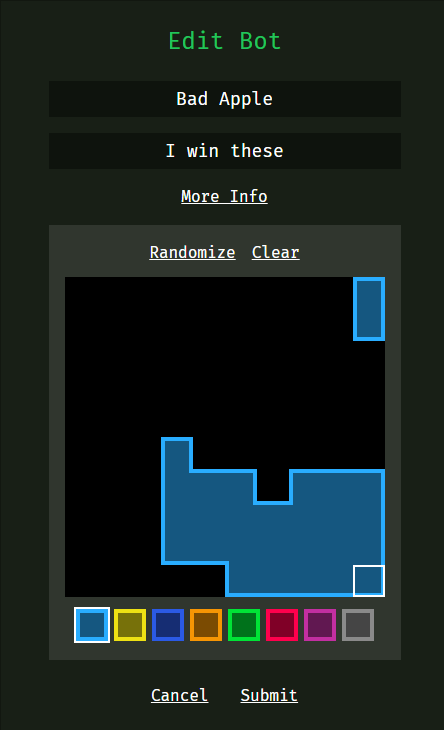 Edit Bot
Bad Apple
I win these
More Info
Randomize Clear
Cancel Submit